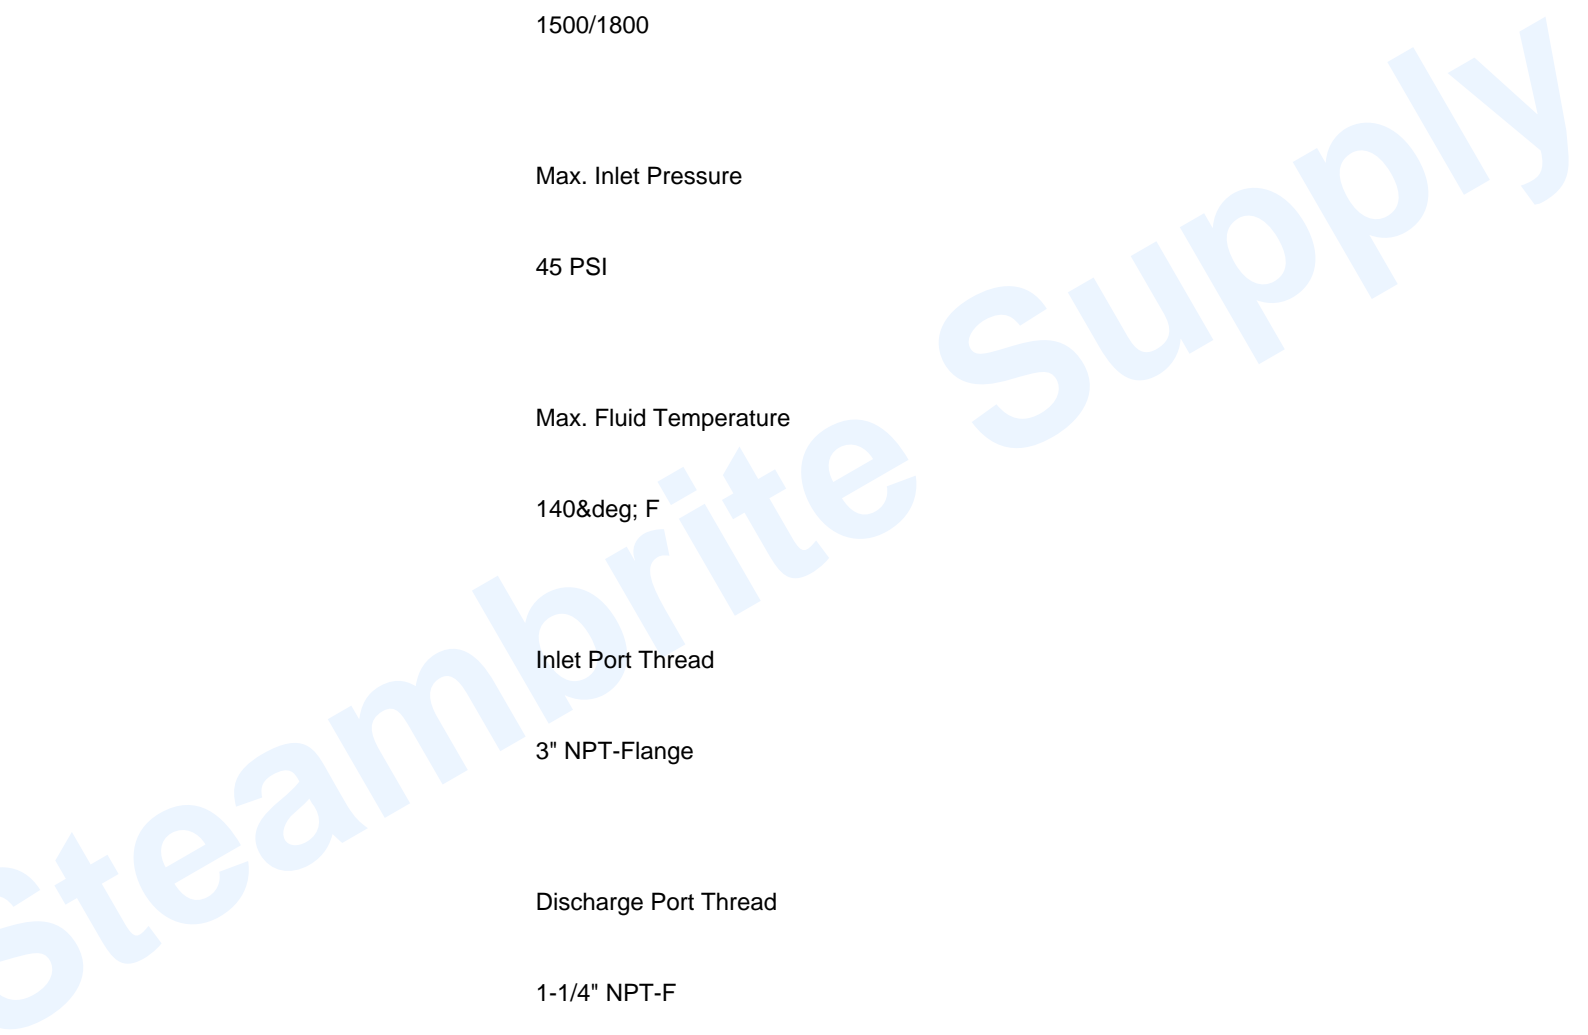 1500/1800
Max. Inlet Pressure
45 PSI
Max. Fluid Temperature
140&deg; F
Inlet Port Thread
3" NPT-Flange
Discharge Port Thread
1-1/4" NPT-F
Steambrite Supply